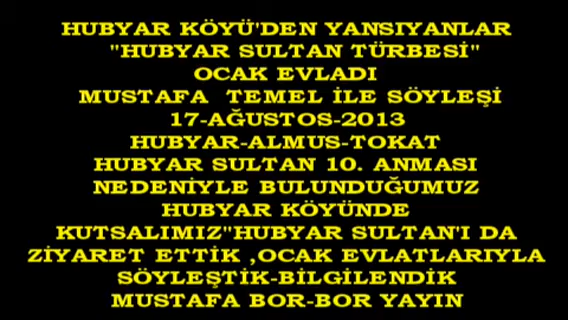 HUBYAR KÖYÜ'DEN YANSIYANLAR
"HUBYAR SULTAN TÜRBESİ"
OCAK EVLADI
MUSTAFA TEMEL İLE SÖYLEŞİ
17-AĞUSTOS-2013
HUBYAR-ALMUS-TOKAT
HUBYAR SULTAN 10. ANMASI
NEDENİYLE BULUNDUĞUMUZ
HUBYAR KÖYÜNDE
KUTSALIMIZ"HUBYAR SULTAN'I DA
ZİYARET ETTİK ,OCAK EVLATLARIYLA
SÖYLEŞTİK-BİLGİLENDİK
MUSTAFA BOR-BOR YAYIN